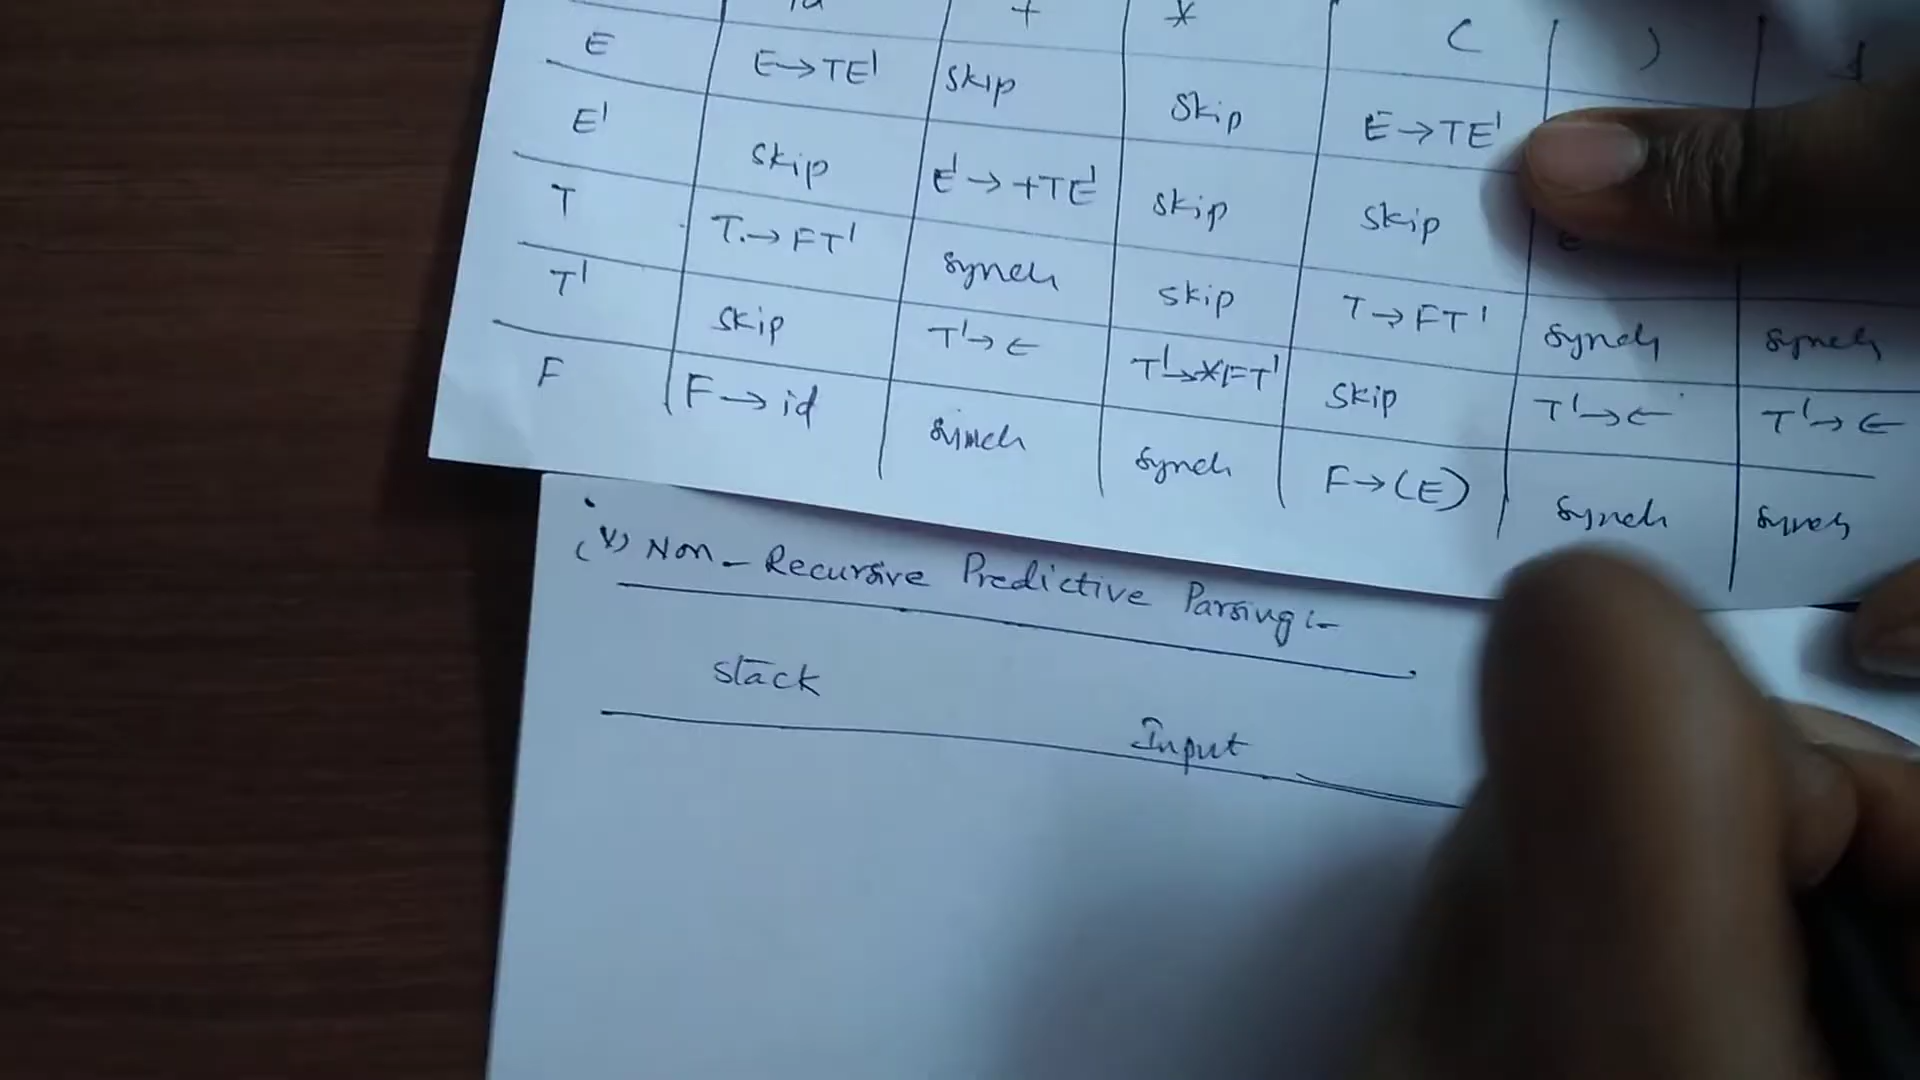 id + * ( )
E E→TE' skip skip E→TE'
E' skip E'→+TE' skip skip
T T→FT' synch skip T→FT' synch synch
T' skip T'→ϵ T'→*FT' skip T'→ϵ T'→ϵ
F F→id synch synch F→(E) synch synch
(v) Non-Recursive Predictive Parsing:-
Stack Input